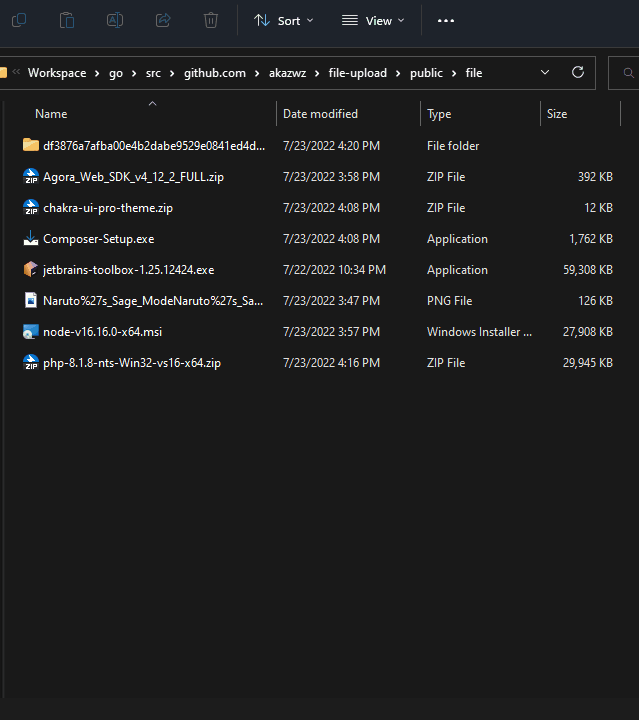 Sort View
Workspace go src github.com akazwz file-upload public file
Name Date modified Type Size
df3876a7afba00e4b2dabe9529e0841ed4d... 7/23/2022 4:20 PM File folder
Agora_Web_SDK_v4_12_2_FULL.zip 7/23/2022 3:58 PM ZIP File 392 KB
chakra-ui-pro-theme.zip 7/23/2022 4:08 PM ZIP File 12 KB
Composer-Setup.exe 7/23/2022 4:08 PM Application 1,762 KB
jetbrains-toolbox-1.25.12424.exe 7/22/2022 10:34 PM Application 59,308 KB
Naruto%27s_Sage_ModeNaruto%27s_Sa... 7/23/2022 3:47 PM PNG File 126 KB
node-v16.16.0-x64.msi 7/23/2022 3:57 PM Windows Installer ... 27,908 KB
php-8.1.8-nts-Win32-vs16-x64.zip 7/23/2022 4:16 PM ZIP File 29,945 KB